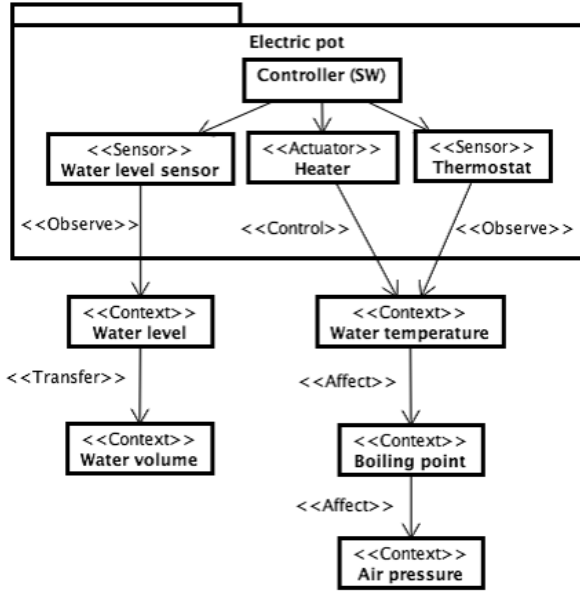 Electric pot
Controller (SW)
<<Sensor>>
Water level sensor
<<Actuator>>
Heater
<<Sensor>>
Thermostat
<<Observe>>
<<Control>>
<<Observe>>
<<Context>>
Water level
<<Context>>
Water temperature
<<Transfer>>
<<Affect>>
<<Context>>
Water volume
<<Context>>
Boiling point
<<Affect>>
<<Context>>
Air pressure